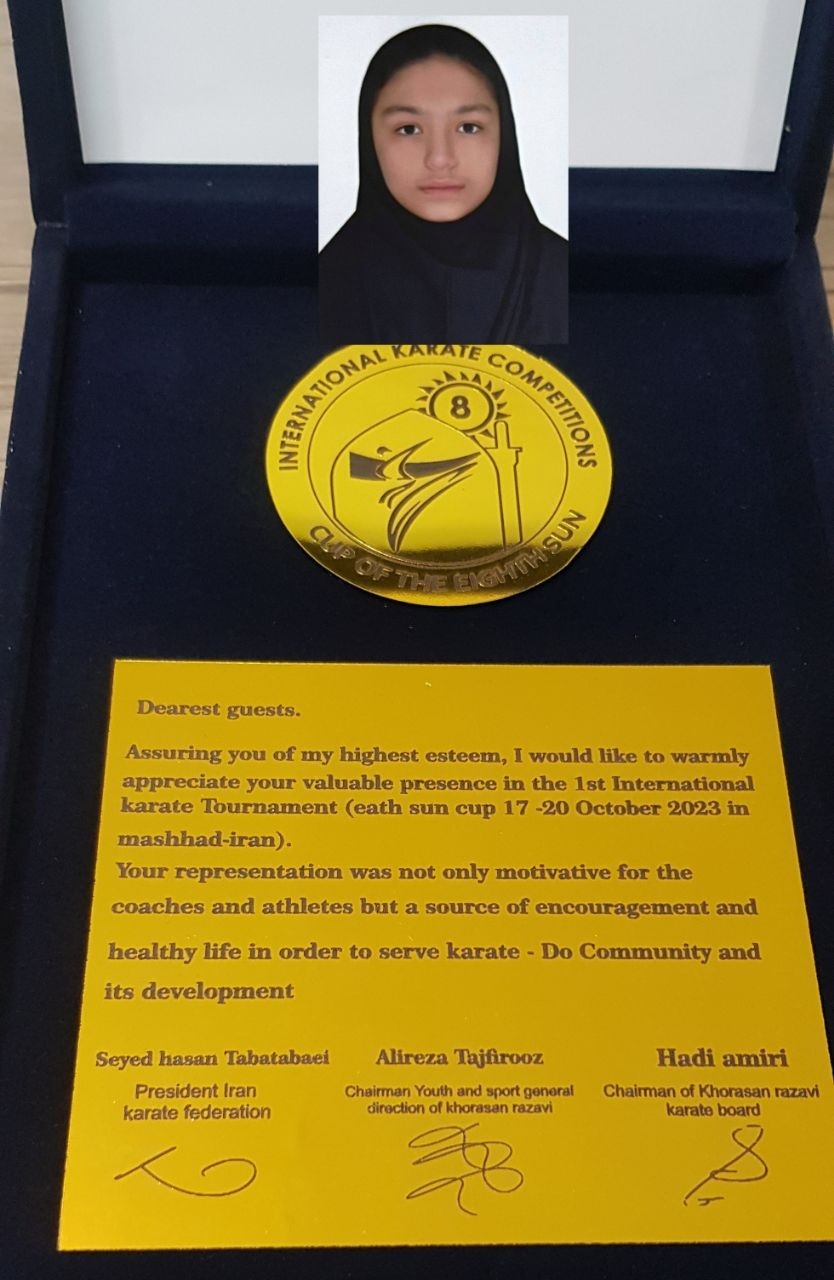 INTERNATIONAL KARATE COMPETITIONS
8
CUP OF THE EIGHTH SUN
Dearest guests.
Assuring you of my highest esteem, I would like to warmly
appreciate your valuable presence in the 1st International
karate Tournament (eath sun cup 17 -20 October 2023 in
mashhad-iran).
Your representation was not only motivative for the
coaches and athletes but a source of encouragement and
healthy life in order to serve karate - Do Community and
its development
Seyed hasan Tabatabaei
President Iran
karate federation
Alireza Tajfirooz
Chairman Youth and sport general
direction of khorasan razavi
Hadi amiri
Chairman of Khorasan razavi
karate board